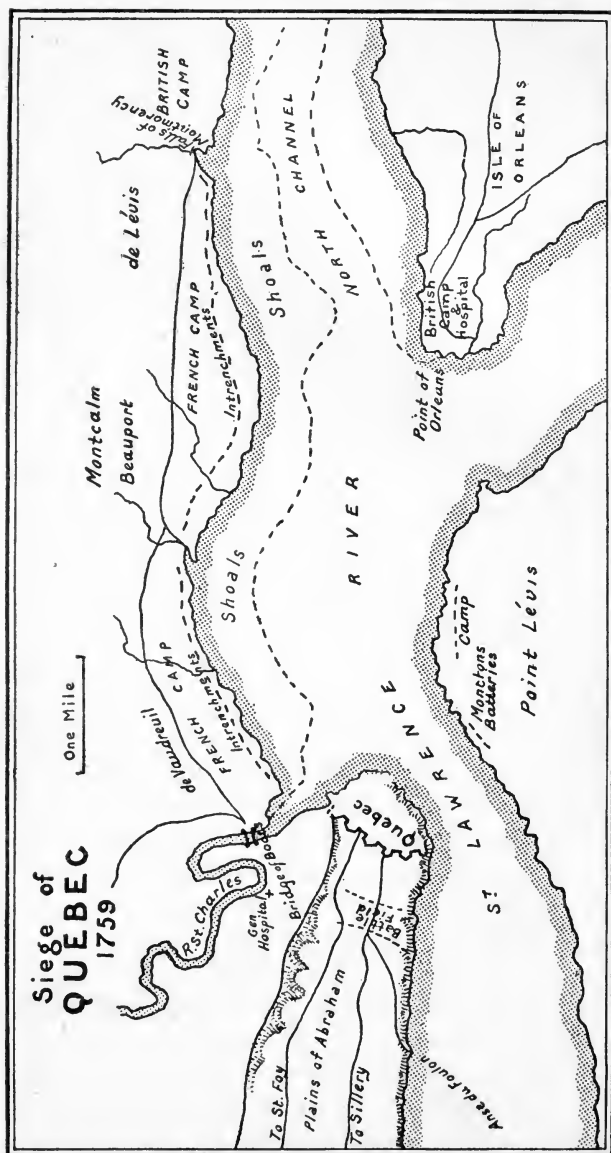 Siege of
QUEBEC
1759
One Mile
R. St. Charles
Gen
Hospital
Bridge of Boats
de Vaudreuil
FRENCH CAMP
Intrenchments
Montcalm
Beauport
FRENCH CAMP
Intrenchments
de Lévis
Falls of
Montmorency
BRITISH
CAMP
Shoals
Shoals
NORTH CHANNEL
RIVER
ST. LAWRENCE
ISLE OF
ORLEANS
British
Camp
&
Hospital
Point of
Orleans
Quebec
Battle
Field
To St. Foy
Plains of Abraham
To Sillery
Anse du Foulon
Camp
Monctons
Batteries
Point Lévis